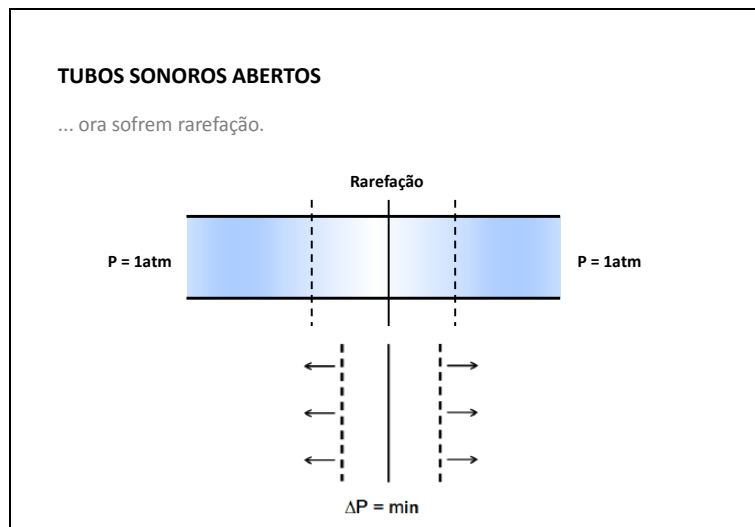 TUBOS SONOROS ABERTOS
... ora sofrem rarefação.
Rarefação
P = 1atm
P = 1atm
ΔP = min